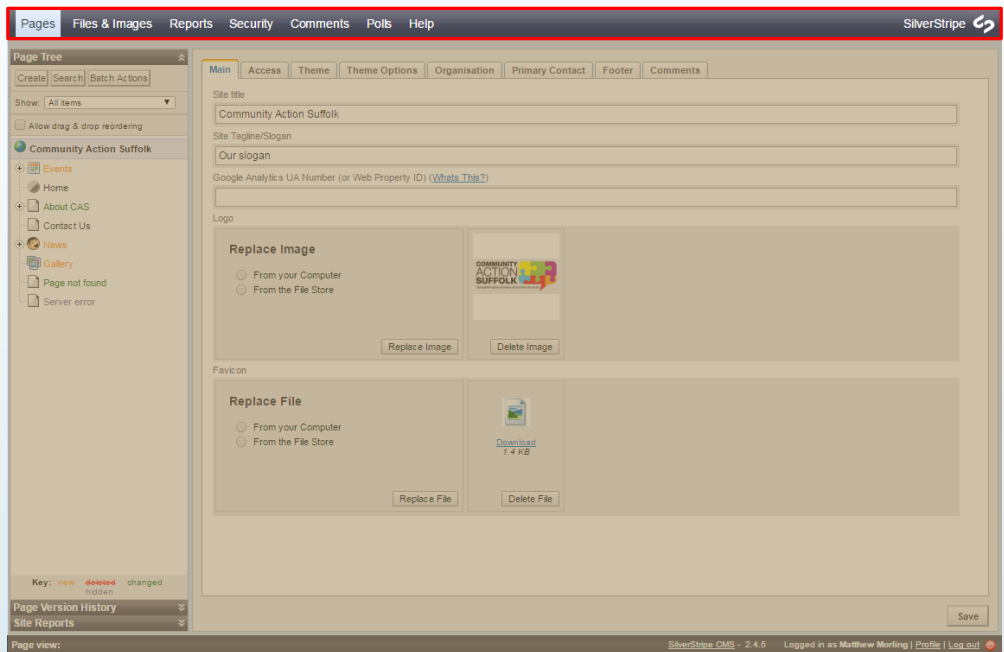 Pages Files & Images Reports Security Comments Polls Help SilverStripe
Page Tree
Create Search Batch Actions
Show: All items
Allow drag & drop reordering
Community Action Suffolk
Events
Home
About CAS
Contact Us
News
Gallery
Page not found
Server error
Key: new deleted changed
hidden
Page Version History
Site Reports
Main Access Theme Theme Options Organisation Primary Contact Footer Comments
Site title
Community Action Suffolk
Site Tagline/Slogan
Our slogan
Google Analytics UA Number (or Web Property ID) (Whats This?)
Logo
Replace Image
From your Computer
From the File Store
Replace Image
COMMUNITY
ACTION
SUFFOLK
Delete Image
Favicon
Replace File
From your Computer
From the File Store
Replace File
Download
1.4 KB
Delete File
Save
Page view: SilverStripe CMS - 2.4.5 Logged in as Matthew Morling | Profile | Log out